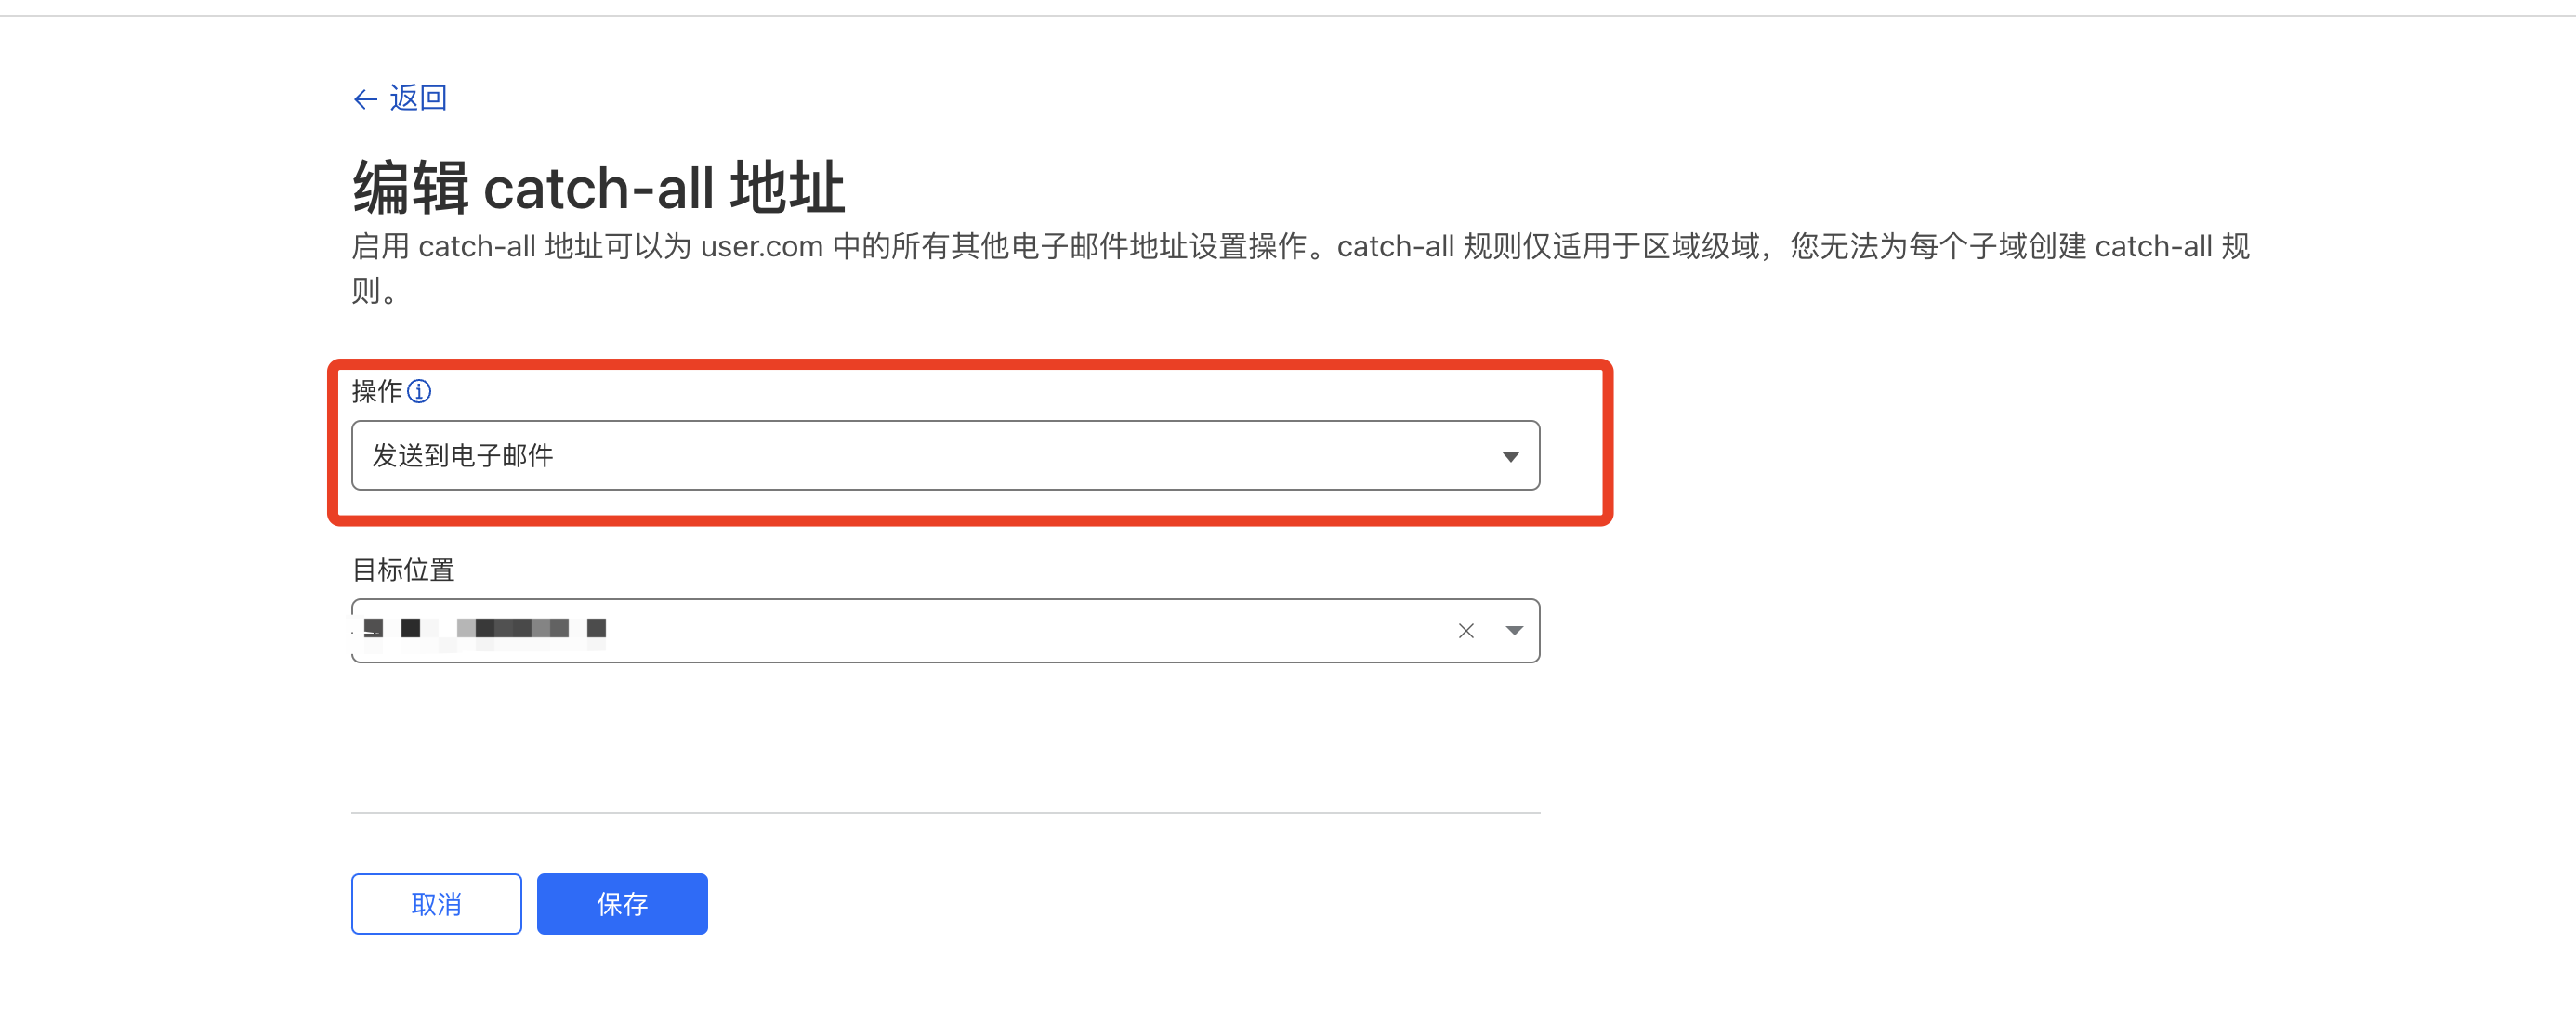 ← 返回
编辑 catch-all 地址
启用 catch-all 地址可以为 user.com 中的所有其他电子邮件地址设置操作。catch-all 规则仅适用于区域级域，您无法为每个子域创建 catch-all 规
则。
操作
发送到电子邮件
目标位置
取消 保存